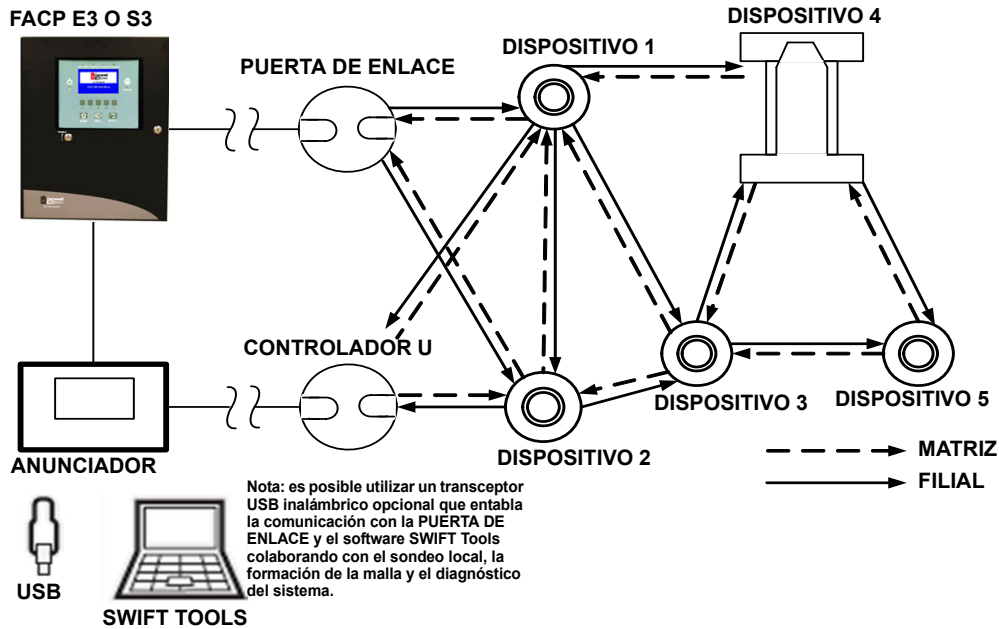 FACP E3 O S3
DISPOSITIVO 4
DISPOSITIVO 1
PUERTA DE ENLACE
CONTROLADOR U
DISPOSITIVO 3
DISPOSITIVO 5
DISPOSITIVO 2
ANUNCIADOR
MATRIZ
FILIAL
Nota: es posible utilizar un transceptor
USB inalámbrico opcional que entabla
la comunicación con la PUERTA DE
ENLACE y el software SWIFT Tools
colaborando con el sondeo local, la
formación de la malla y el diagnóstico
del sistema.
USB
SWIFT TOOLS